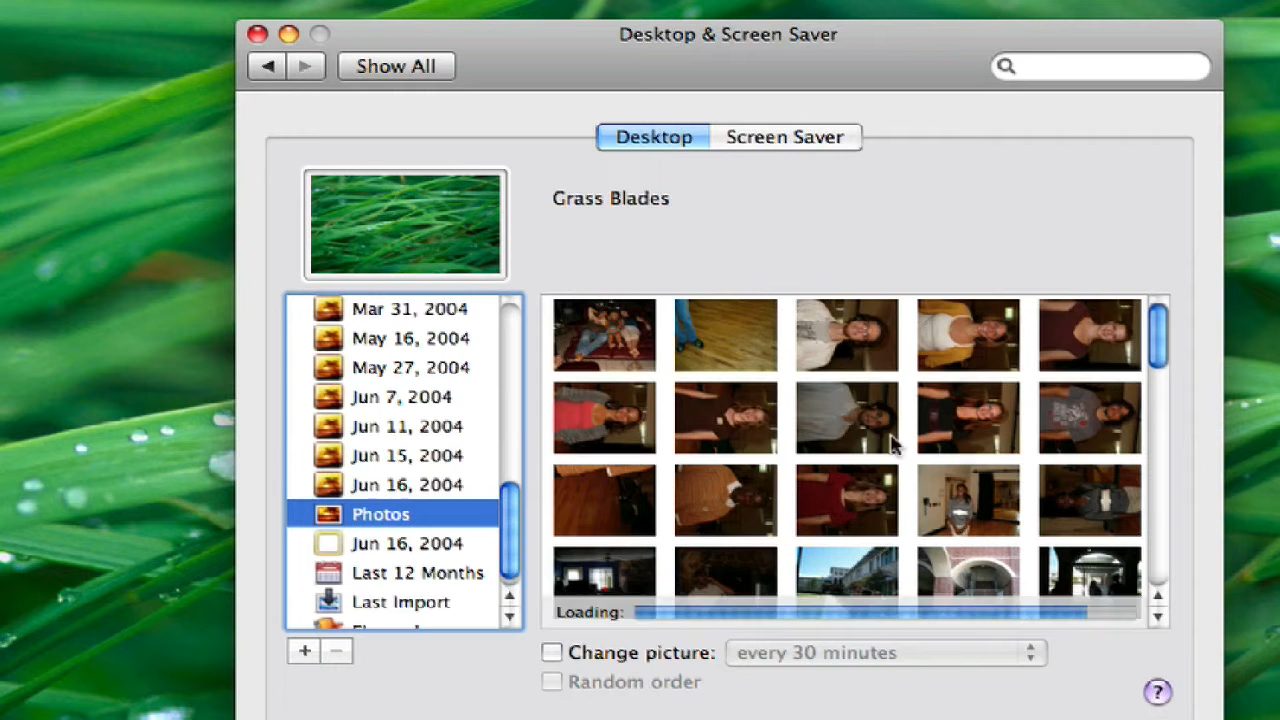 Desktop & Screen Saver
Show All
Desktop
Screen Saver
Grass Blades
Mar 31, 2004
May 16, 2004
May 27, 2004
Jun 7, 2004
Jun 11, 2004
Jun 15, 2004
Jun 16, 2004
Photos
Jun 16, 2004
Last 12 Months
Last Import
Loading:
Change picture:
every 30 minutes
Random order
?